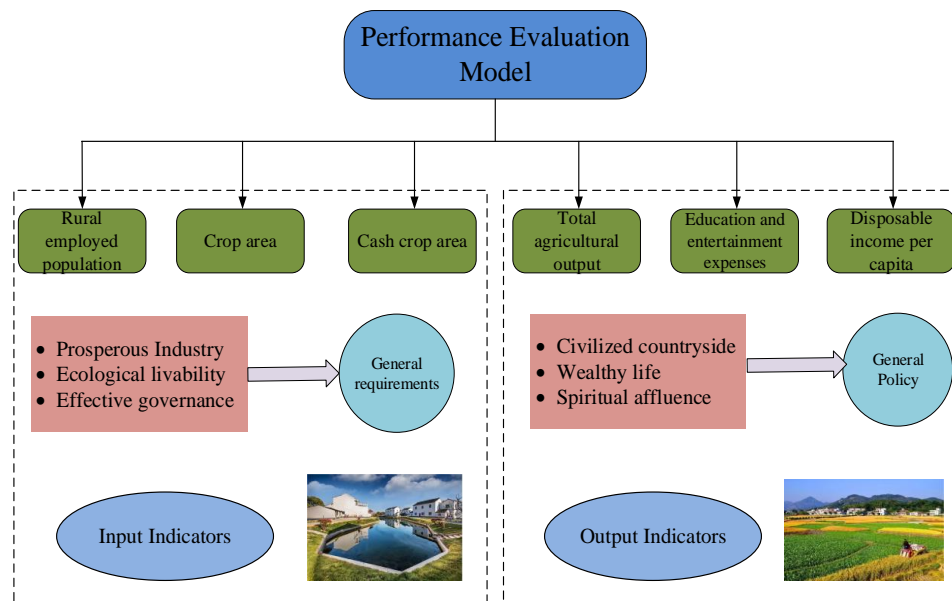 Performance Evaluation
Model
Rural
employed
population
Crop area
Cash crop area
Total
agricultural
output
Education and
entertainment
expenses
Disposable
income per
capita
• Prosperous Industry
• Ecological livability
• Effective governance
General
requirements
• Civilized countryside
• Wealthy life
• Spiritual affluence
General
Policy
Input Indicators
Output Indicators